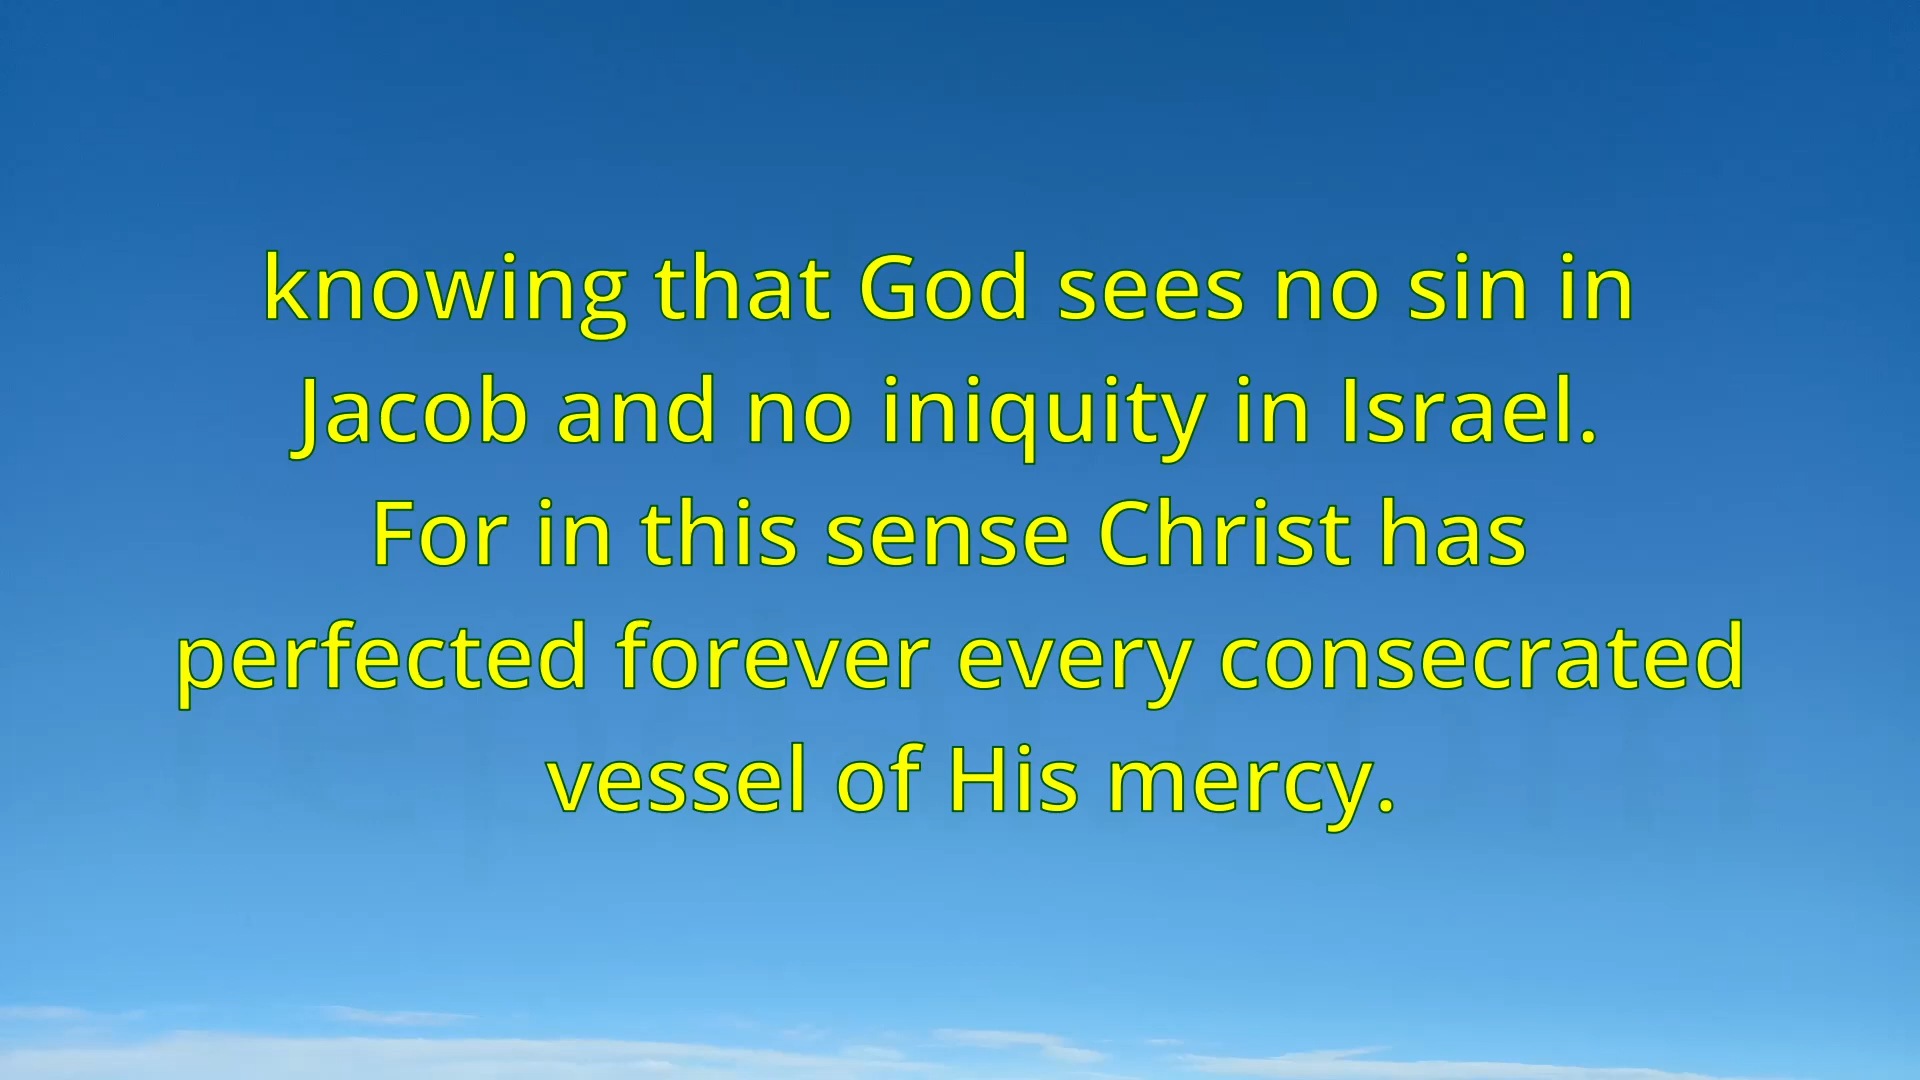 knowing that God sees no sin in
Jacob and no iniquity in Israel.
For in this sense Christ has
perfected forever every consecrated
vessel of His mercy.